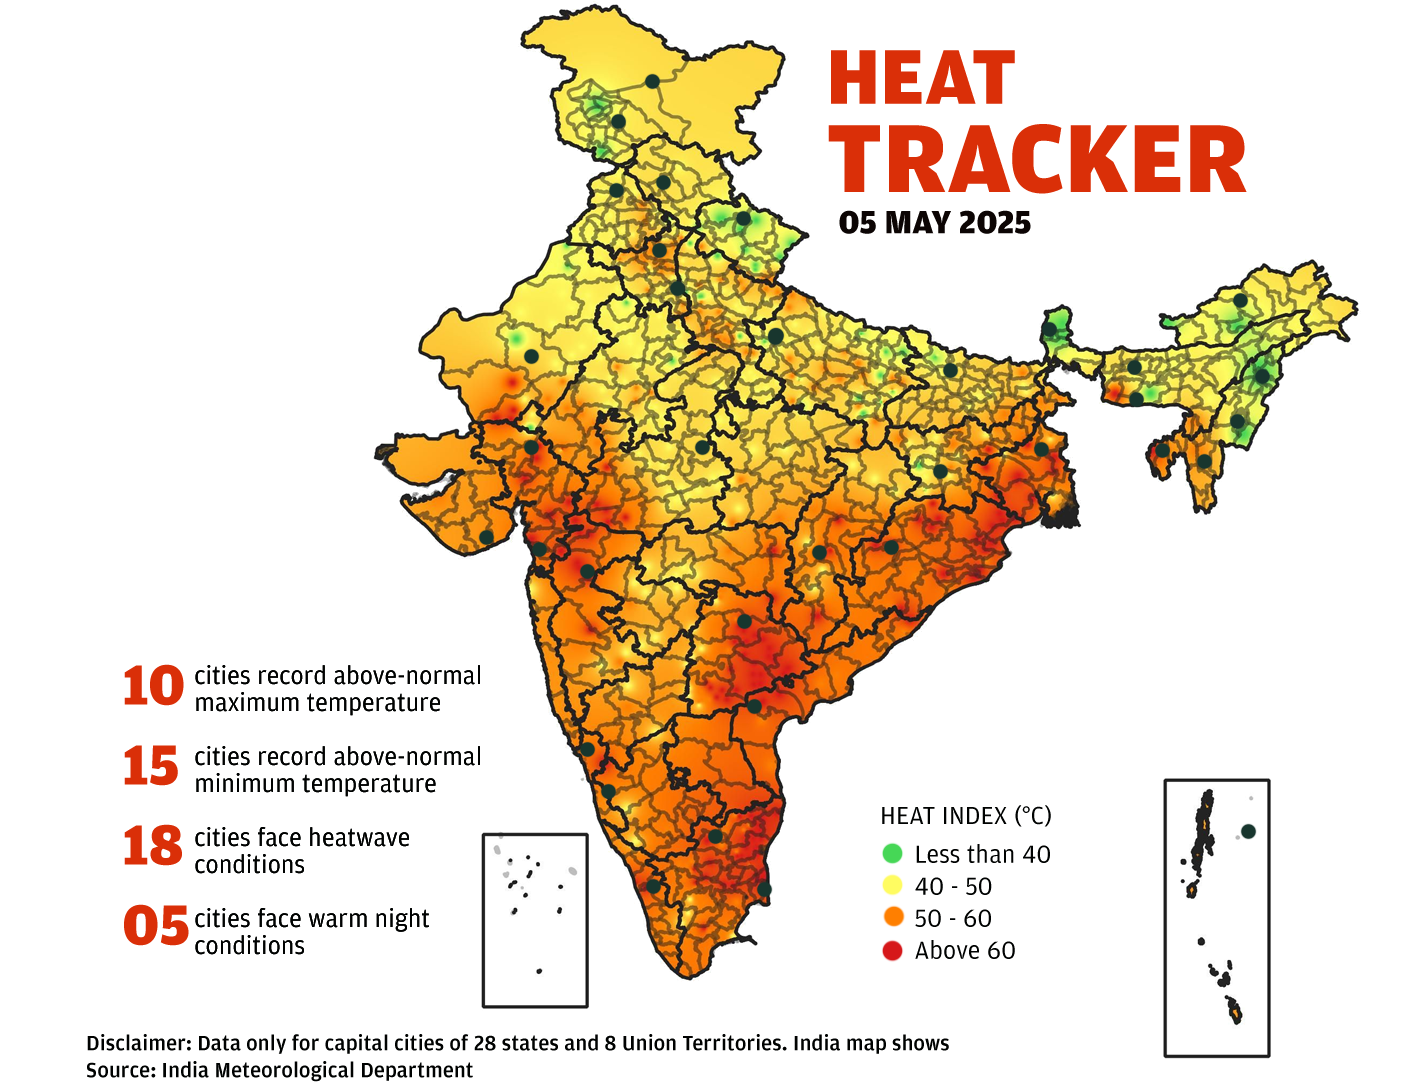 HEAT
TRACKER
05 MAY 2025
10 cities record above-normal
maximum temperature
15 cities record above-normal
minimum temperature
18 cities face heatwave
conditions
05 cities face warm night
conditions
HEAT INDEX (°C)
Less than 40
40 - 50
50 - 60
Above 60
Disclaimer: Data only for capital cities of 28 states and 8 Union Territories. India map shows
Source: India Meteorological Department